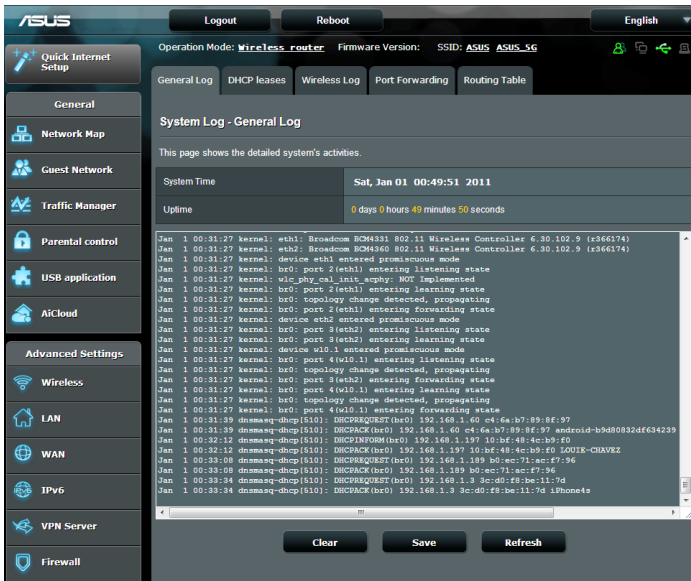 ASUS
Logout
Reboot
English
Operation Mode: Wireless router Firmware Version: SSID: ASUS ASUS_5G
Quick Internet
Setup
General
Network Map
Guest Network
Traffic Manager
Parental control
USB application
AiCloud
Advanced Settings
Wireless
LAN
WAN
IPv6
VPN Server
Firewall
General Log
DHCP leases
Wireless Log
Port Forwarding
Routing Table
System Log - General Log
This page shows the detailed system's activities.
System Time
Sat, Jan 01 00:49:51 2011
Uptime
0 days 0 hours 49 minutes 50 seconds
Jan 1 00:31:27 kernel: eth1: Broadcom BCM4331 802.11 Wireless Controller 6.30.102.9 (r366174)
Jan 1 00:31:27 kernel: eth2: Broadcom BCM4360 802.11 Wireless Controller 6.30.102.9 (r366174)
Jan 1 00:31:27 kernel: device eth1 entered promiscuous mode
Jan 1 00:31:27 kernel: br0: port 2(eth1) entering listening state
Jan 1 00:31:27 kernel: wlc_phy_cal_init_acphy: NOT Implemented
Jan 1 00:31:27 kernel: br0: port 2(eth1) entering learning state
Jan 1 00:31:27 kernel: br0: topology change detected, propagating
Jan 1 00:31:27 kernel: br0: port 2(eth1) entering forwarding state
Jan 1 00:31:27 kernel: device eth2 entered promiscuous mode
Jan 1 00:31:27 kernel: br0: port 3(eth2) entering listening state
Jan 1 00:31:27 kernel: br0: port 3(eth2) entering learning state
Jan 1 00:31:27 kernel: device wl0.1 entered promiscuous mode
Jan 1 00:31:27 kernel: br0: port 4(wl0.1) entering listening state
Jan 1 00:31:27 kernel: br0: topology change detected, propagating
Jan 1 00:31:27 kernel: br0: port 3(eth2) entering forwarding state
Jan 1 00:31:27 kernel: br0: port 4(wl0.1) entering learning state
Jan 1 00:31:27 kernel: br0: topology change detected, propagating
Jan 1 00:31:27 kernel: br0: port 4(wl0.1) entering forwarding state
Jan 1 00:31:39 dnsmasq-dhcp[510]: DHCPREQUEST(br0) 192.168.1.60 c4:6a:b7:89:8f:97
Jan 1 00:31:39 dnsmasq-dhcp[510]: DHCPACK(br0) 192.168.1.60 c4:6a:b7:89:8f:97 android-b9d80832df634239
Jan 1 00:32:12 dnsmasq-dhcp[510]: DHCPINFORM(br0) 192.168.1.197 10:bf:48:4c:b9:f0
Jan 1 00:32:12 dnsmasq-dhcp[510]: DHCPACK(br0) 192.168.1.197 10:bf:48:4c:b9:f0 LOUIE-CHAVEZ
Jan 1 00:33:08 dnsmasq-dhcp[510]: DHCPREQUEST(br0) 192.168.1.189 b0:ec:71:ac:f7:96
Jan 1 00:33:08 dnsmasq-dhcp[510]: DHCPACK(br0) 192.168.1.189 b0:ec:71:ac:f7:96
Jan 1 00:33:34 dnsmasq-dhcp[510]: DHCPREQUEST(br0) 192.168.1.3 3c:d0:f8:be:11:7d
Jan 1 00:33:34 dnsmasq-dhcp[510]: DHCPACK(br0) 192.168.1.3 3c:d0:f8:be:11:7d iPhone4s
Clear
Save
Refresh